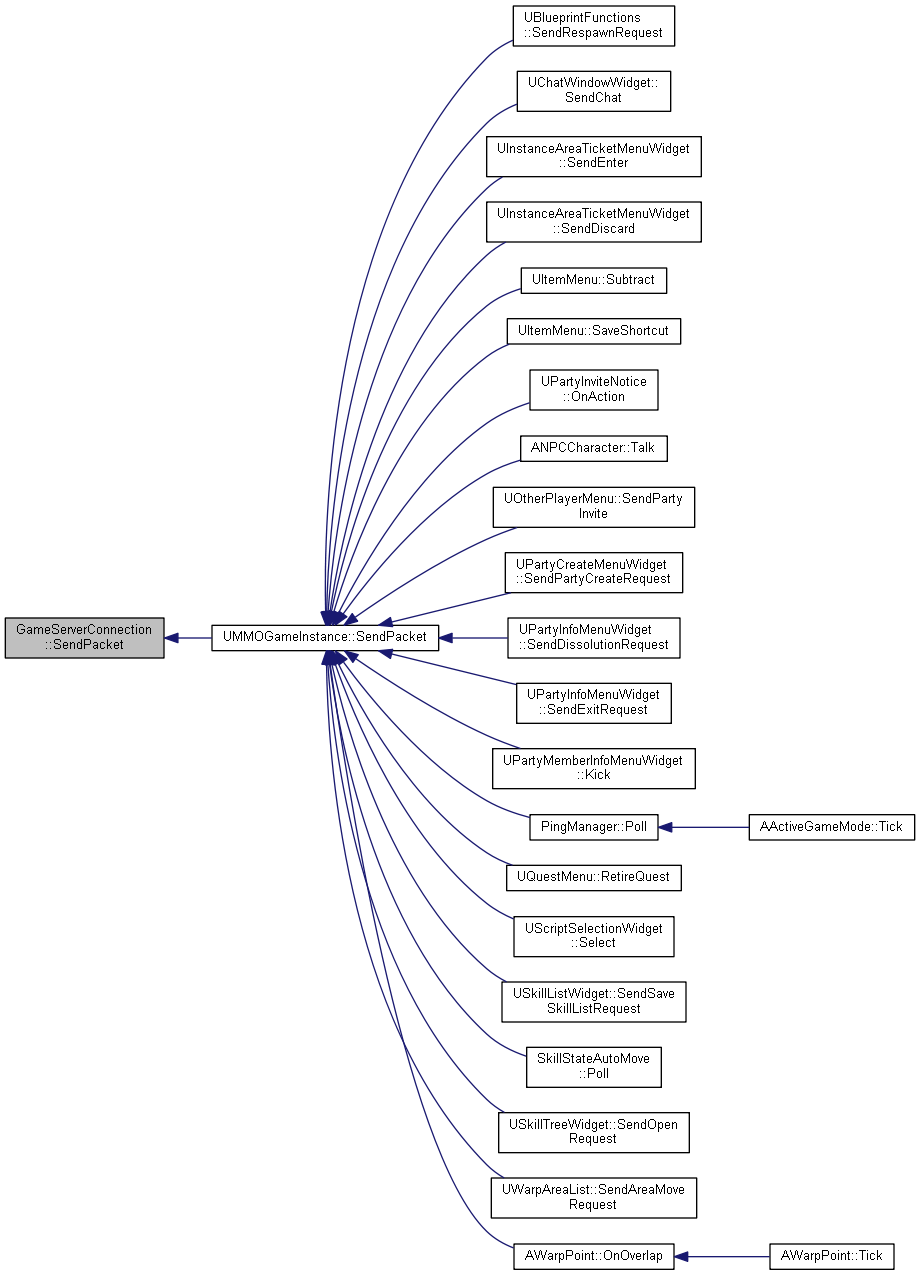 UBlueprintFunctions
::SendRespawnRequest
UChatWindowWidget::
SendChat
UInstanceAreaTicketMenuWidget
::SendEnter
UInstanceAreaTicketMenuWidget
::SendDiscard
UItemMenu::Subtract
UItemMenu::SaveShortcut
UPartyInviteNotice
::OnAction
ANPCCharacter::Talk
UOtherPlayerMenu::SendParty
Invite
UPartyCreateMenuWidget
::SendPartyCreateRequest
GameServerConnection
::SendPacket
UMMOGameInstance::SendPacket
UPartyInfoMenuWidget
::SendDissolutionRequest
UPartyInfoMenuWidget
::SendExitRequest
UPartyMemberInfoMenuWidget
::Kick
PingManager::Poll
AActiveGameMode::Tick
UQuestMenu::RetireQuest
UScriptSelectionWidget
::Select
USkillListWidget::SendSave
SkillListRequest
SkillStateAutoMove
::Poll
USkillTreeWidget::SendOpen
Request
UWarpAreaList::SendAreaMove
Request
AWarpPoint::OnOverlap
AWarpPoint::Tick